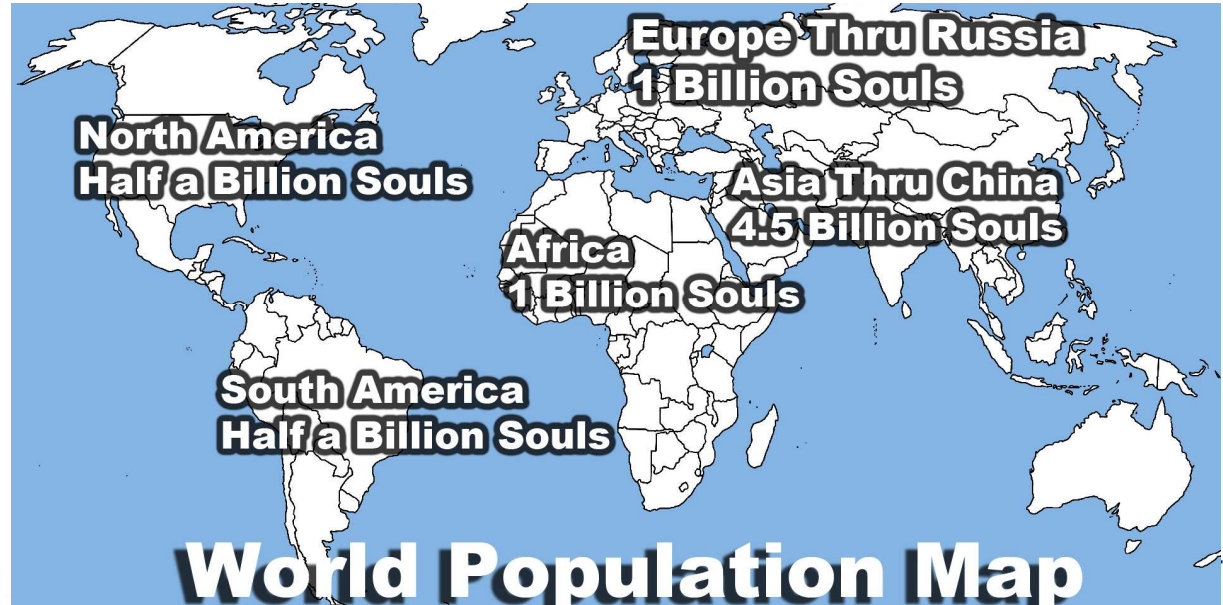 Europe Thru Russia
1 Billion Souls
North America
Half a Billion Souls
Asia Thru China
4.5 Billion Souls
Africa
1 Billion Souls
South America
Half a Billion Souls
World Population Map